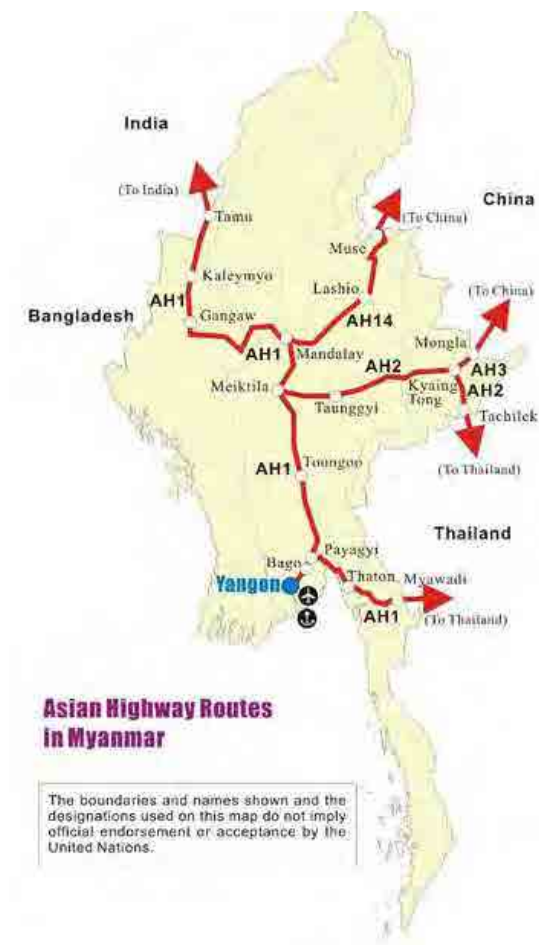 India
(To India)
Tamu
China
(To China)
Muse
Kaleymyo
Lashio
(To China)
AH1
Bangladesh
Gangaw
AH14
AH1
Mandalay
Mongla
AH2
AH3
Meiktila
Kyaing
Tong
AH2
Taunggyi
Tachilek
AH1
Toungoo
(To Thailand)
Thailand
Payagyi
Bago
Yangon
Thaton
Myawadi
AH1
(To Thailand)
Asian Highway Routes
in Myanmar
The boundaries and names shown and the
designations used on this map do not imply
official endorsement or acceptance by the
United Nations.